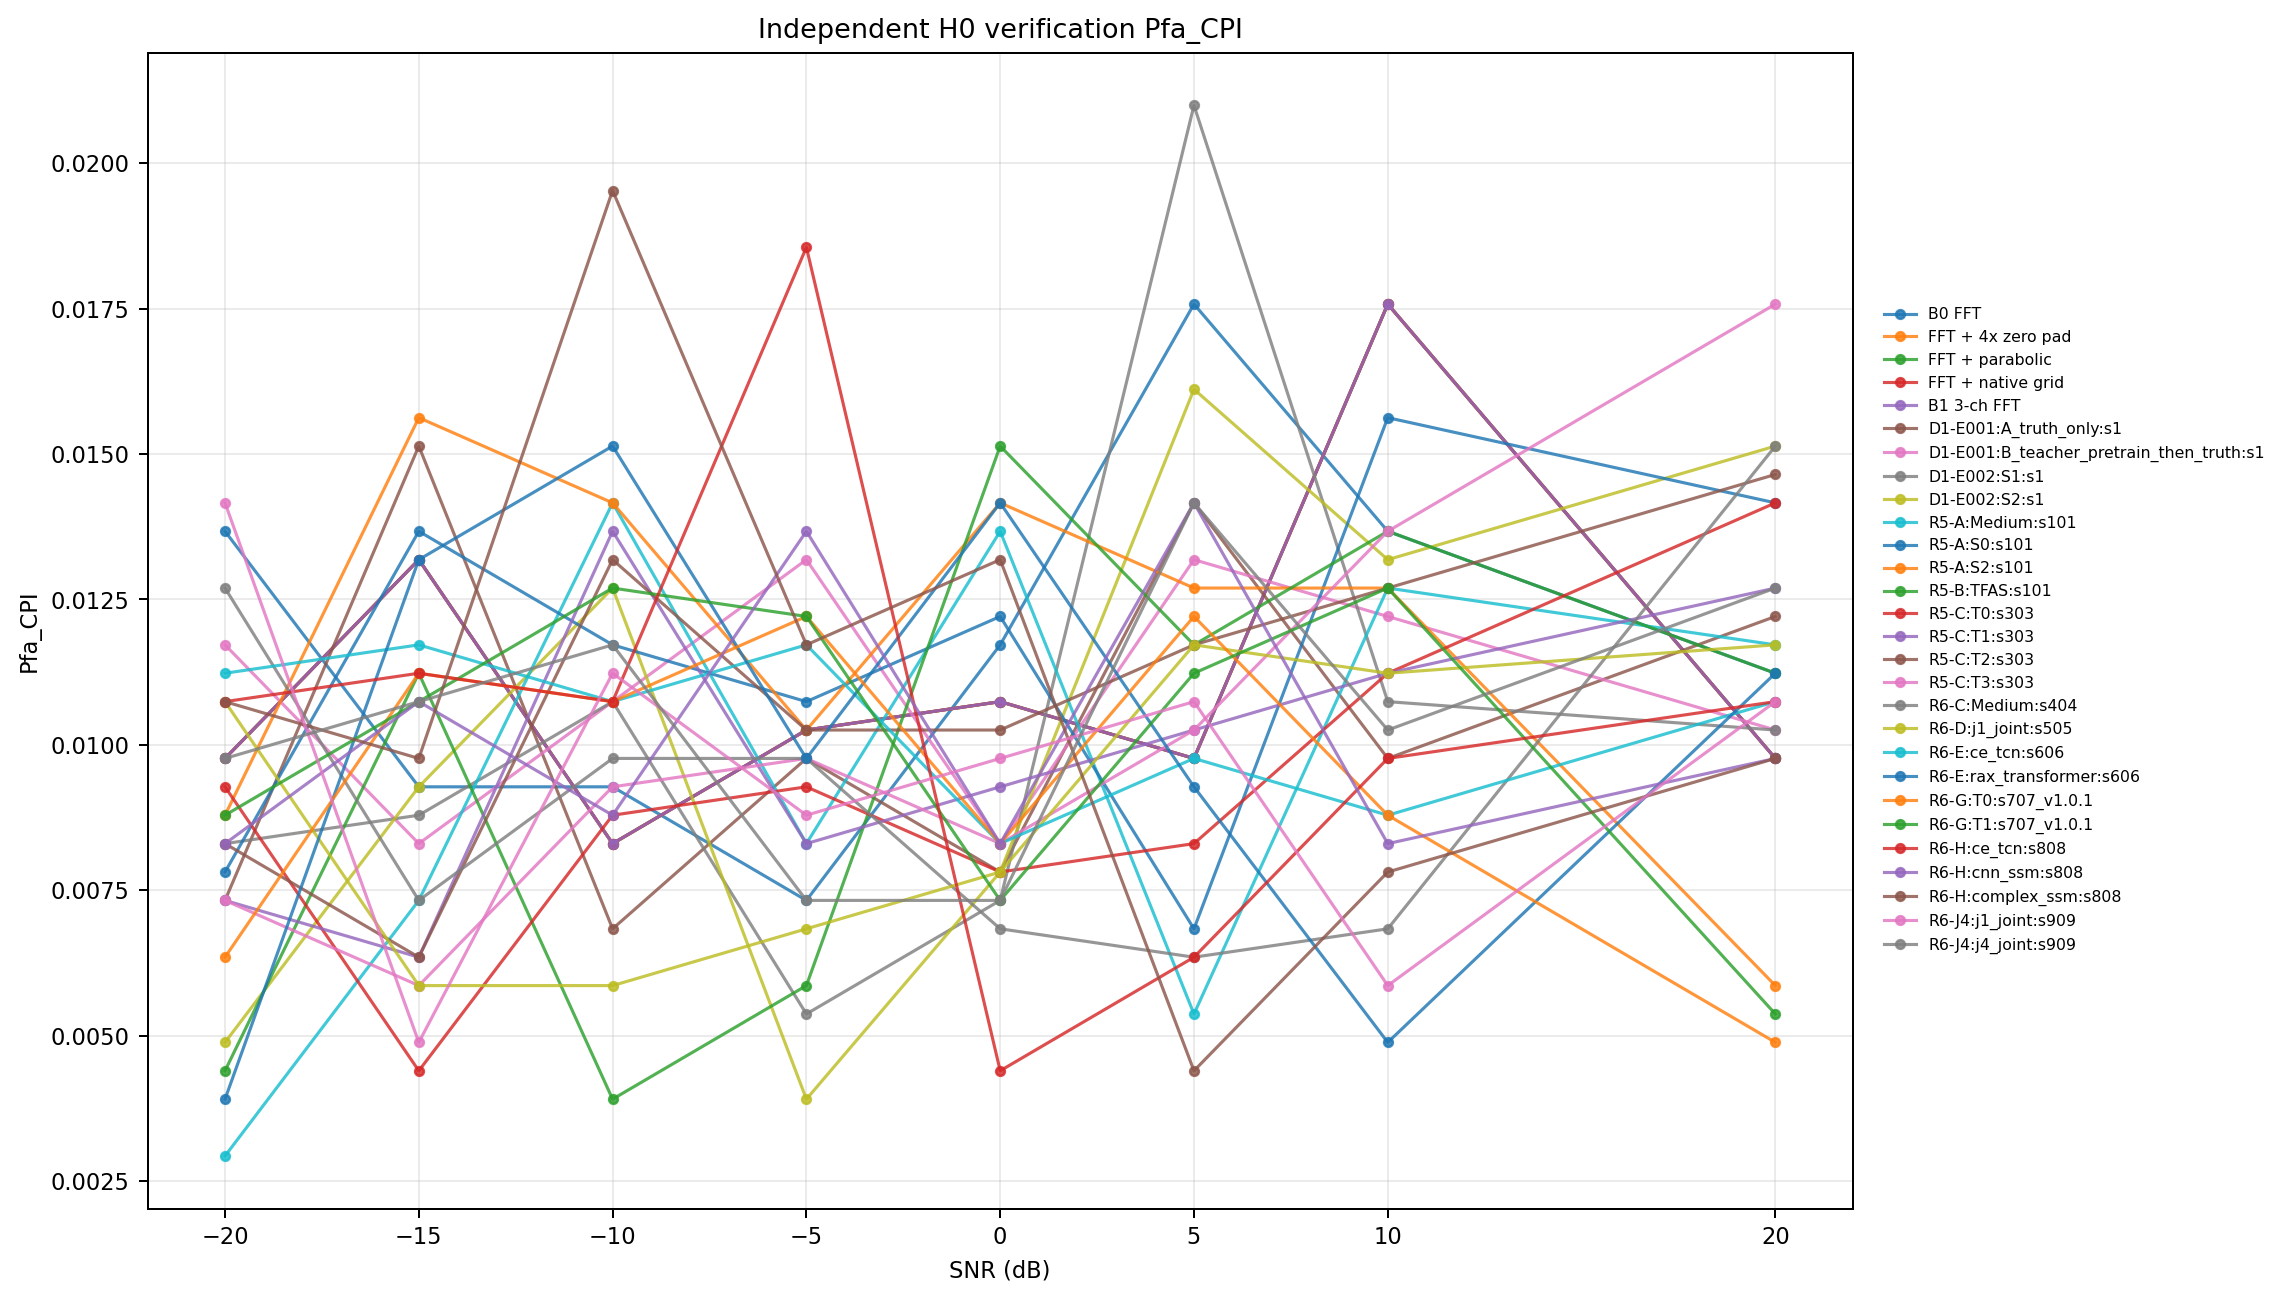 Independent H0 verification Pfa_CPI
Pfa_CPI
0.0200
0.0175
0.0150
0.0125
0.0100
0.0075
0.0050
0.0025
−20
−15
−10
−5
0
5
10
20
SNR (dB)
B0 FFT
FFT + 4x zero pad
FFT + parabolic
FFT + native grid
B1 3-ch FFT
D1-E001:A_truth_only:s1
D1-E001:B_teacher_pretrain_then_truth:s1
D1-E002:S1:s1
D1-E002:S2:s1
R5-A:Medium:s101
R5-A:S0:s101
R5-A:S2:s101
R5-B:TFAS:s101
R5-C:T0:s303
R5-C:T1:s303
R5-C:T2:s303
R5-C:T3:s303
R6-C:Medium:s404
R6-D:j1_joint:s505
R6-E:ce_tcn:s606
R6-E:rax_transformer:s606
R6-G:T0:s707_v1.0.1
R6-G:T1:s707_v1.0.1
R6-H:ce_tcn:s808
R6-H:cnn_ssm:s808
R6-H:complex_ssm:s808
R6-J4:j1_joint:s909
R6-J4:j4_joint:s909